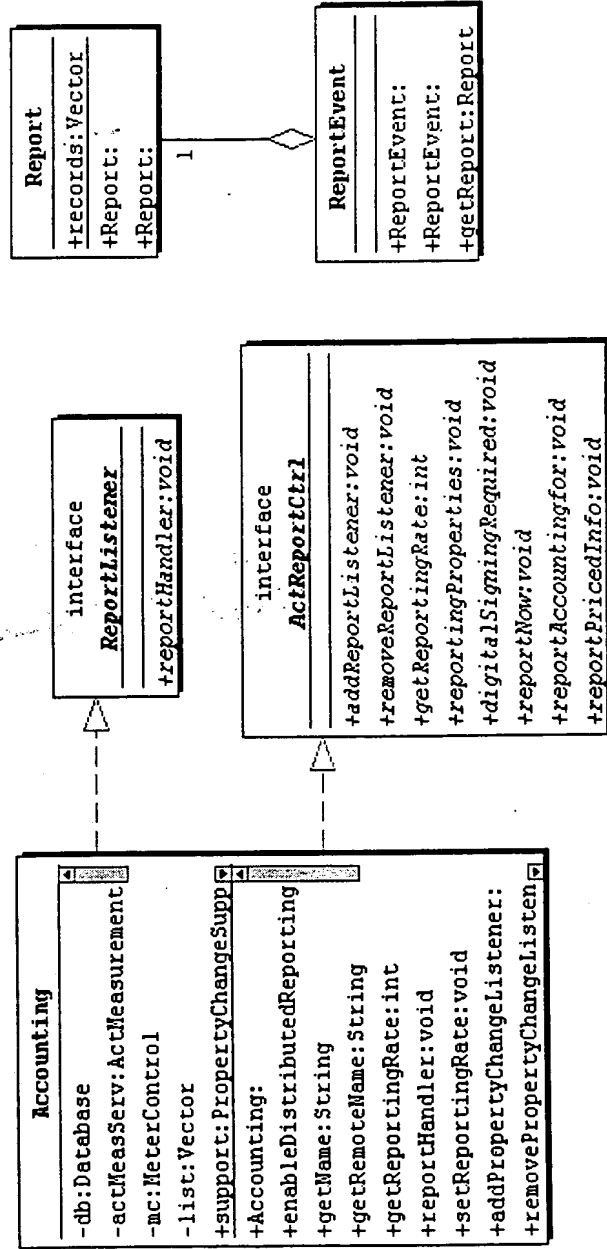 Accounting
-db:Database
-actMeasServ:ActMeasurement
-mc:MeterControl
-list:Vector
+support:PropertyChangeSupp
+Accounting:
+enableDistributedReporting
+getName:String
+getRemoteName:String
+getReportingRate:int
+reportHandler:void
+setReportingRate:void
+addPropertyChangeListener:
+removePropertyChangeListen
interface
ReportListener
+reportHandler:void
interface
ActReportCtrl
+addReportListener:void
+removeReportListener:void
+getReportingRate:int
+reportingProperties:void
+digitalSigningRequired:void
+reportNow:void
+reportAccountingfor:void
+reportPricedInfo:void
Report
+records:Vector
+Report:
+Report:
1
ReportEvent
+ReportEvent:
+ReportEvent:
+getReport:Report